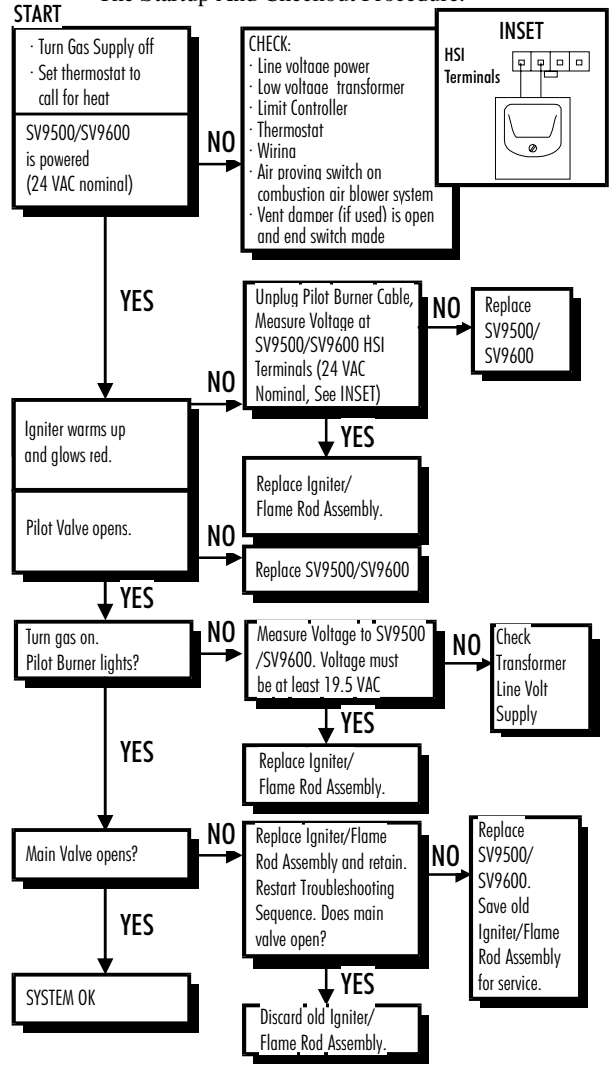 The Startup And Checkout Procedure.
START
· Turn Gas Supply off
· Set thermostat to
call for heat
SV9500/SV9600
is powered
(24 VAC nominal)
NO
CHECK:
· Line voltage power
· Low voltage transformer
· Limit Controller
· Thermostat
· Wiring
· Air proving switch on
combustion air blower system
· Vent damper (if used) is open
and end switch made
INSET
HSI
Terminals
YES
Igniter warms up
and glows red.
NO
Unplug Pilot Burner Cable,
Measure Voltage at
SV9500/SV9600 HSI
Terminals (24 VAC
Nominal, See INSET)
NO
Replace
SV9500/
SV9600
YES
Replace Igniter/
Flame Rod Assembly.
Pilot Valve opens.
NO
Replace SV9500/SV9600
YES
Turn gas on.
Pilot Burner lights?
NO
Measure Voltage to SV9500
/SV9600. Voltage must
be at least 19.5 VAC
NO
Check
Transformer
Line Volt
Supply
YES
Replace Igniter/
Flame Rod Assembly.
YES
Main Valve opens?
NO
Replace Igniter/Flame
Rod Assembly and retain.
Restart Troubleshooting
Sequence. Does main
valve open?
NO
Replace
SV9500/
SV9600.
Save old
Igniter/Flame
Rod Assembly
for service.
YES
SYSTEM OK
YES
Discard old Igniter/
Flame Rod Assembly.